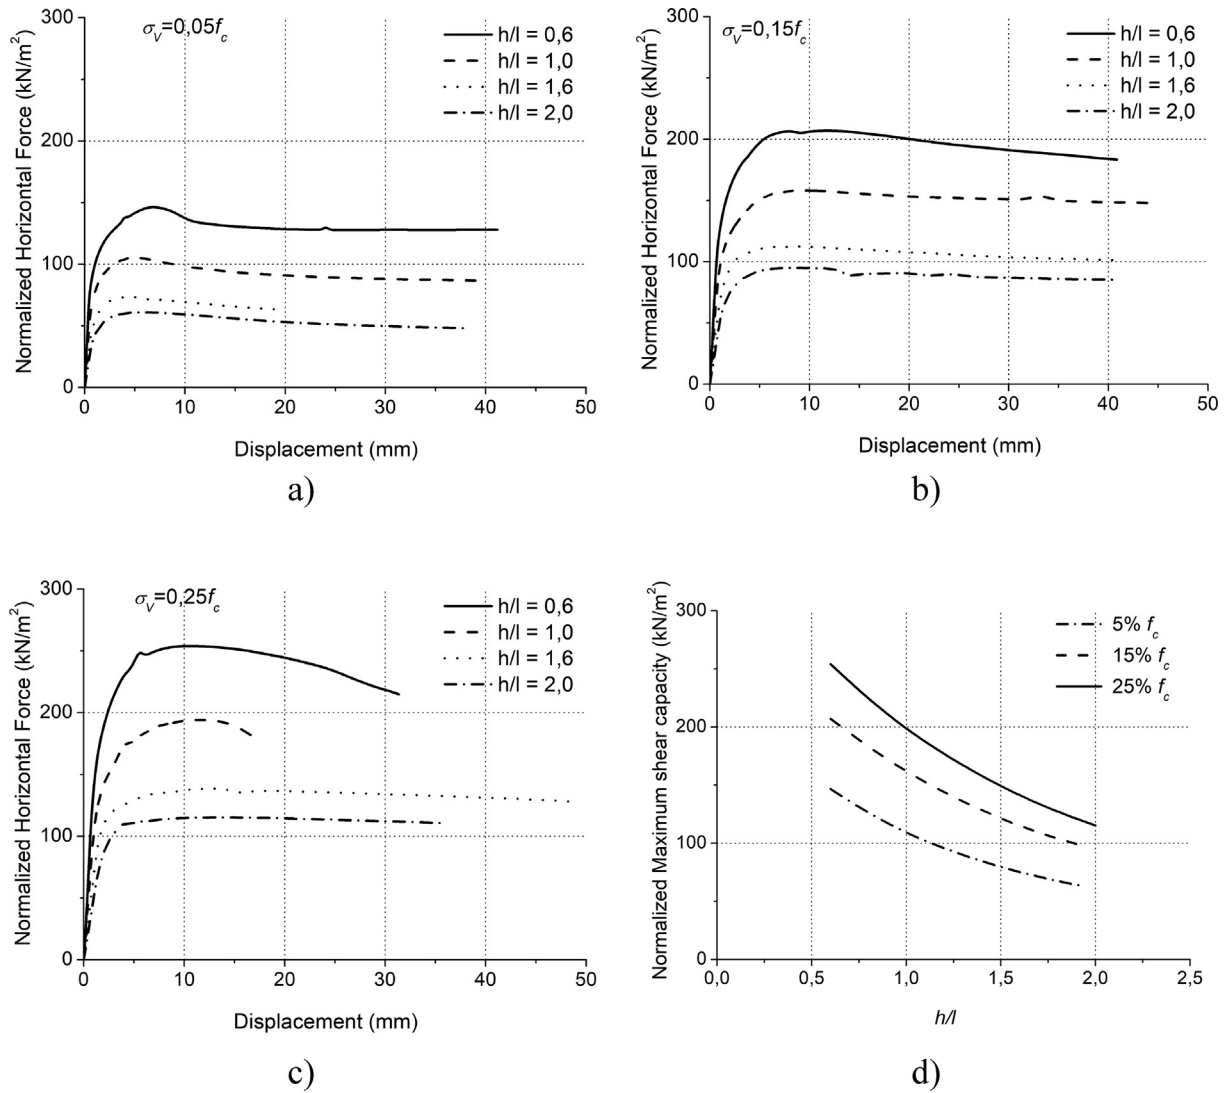 σV=0,05fc
h/l = 0,6
h/l = 1,0
h/l = 1,6
h/l = 2,0
Normalized Horizontal Force (kN/m²)
300
200
100
0
0 10 20 30 40 50
Displacement (mm)
a)
σV=0,15fc
h/l = 0,6
h/l = 1,0
h/l = 1,6
h/l = 2,0
Normalized Horizontal Force (kN/m²)
300
200
100
0
0 10 20 30 40 50
Displacement (mm)
b)
σV=0,25fc
h/l = 0,6
h/l = 1,0
h/l = 1,6
h/l = 2,0
Normalized Horizontal Force (kN/m²)
300
200
100
0
0 10 20 30 40 50
Displacement (mm)
c)
5% fc
15% fc
25% fc
Normalized Maximum shear capacity (kN/m²)
300
200
100
0
0,0 0,5 1,0 1,5 2,0 2,5
h/l
d)